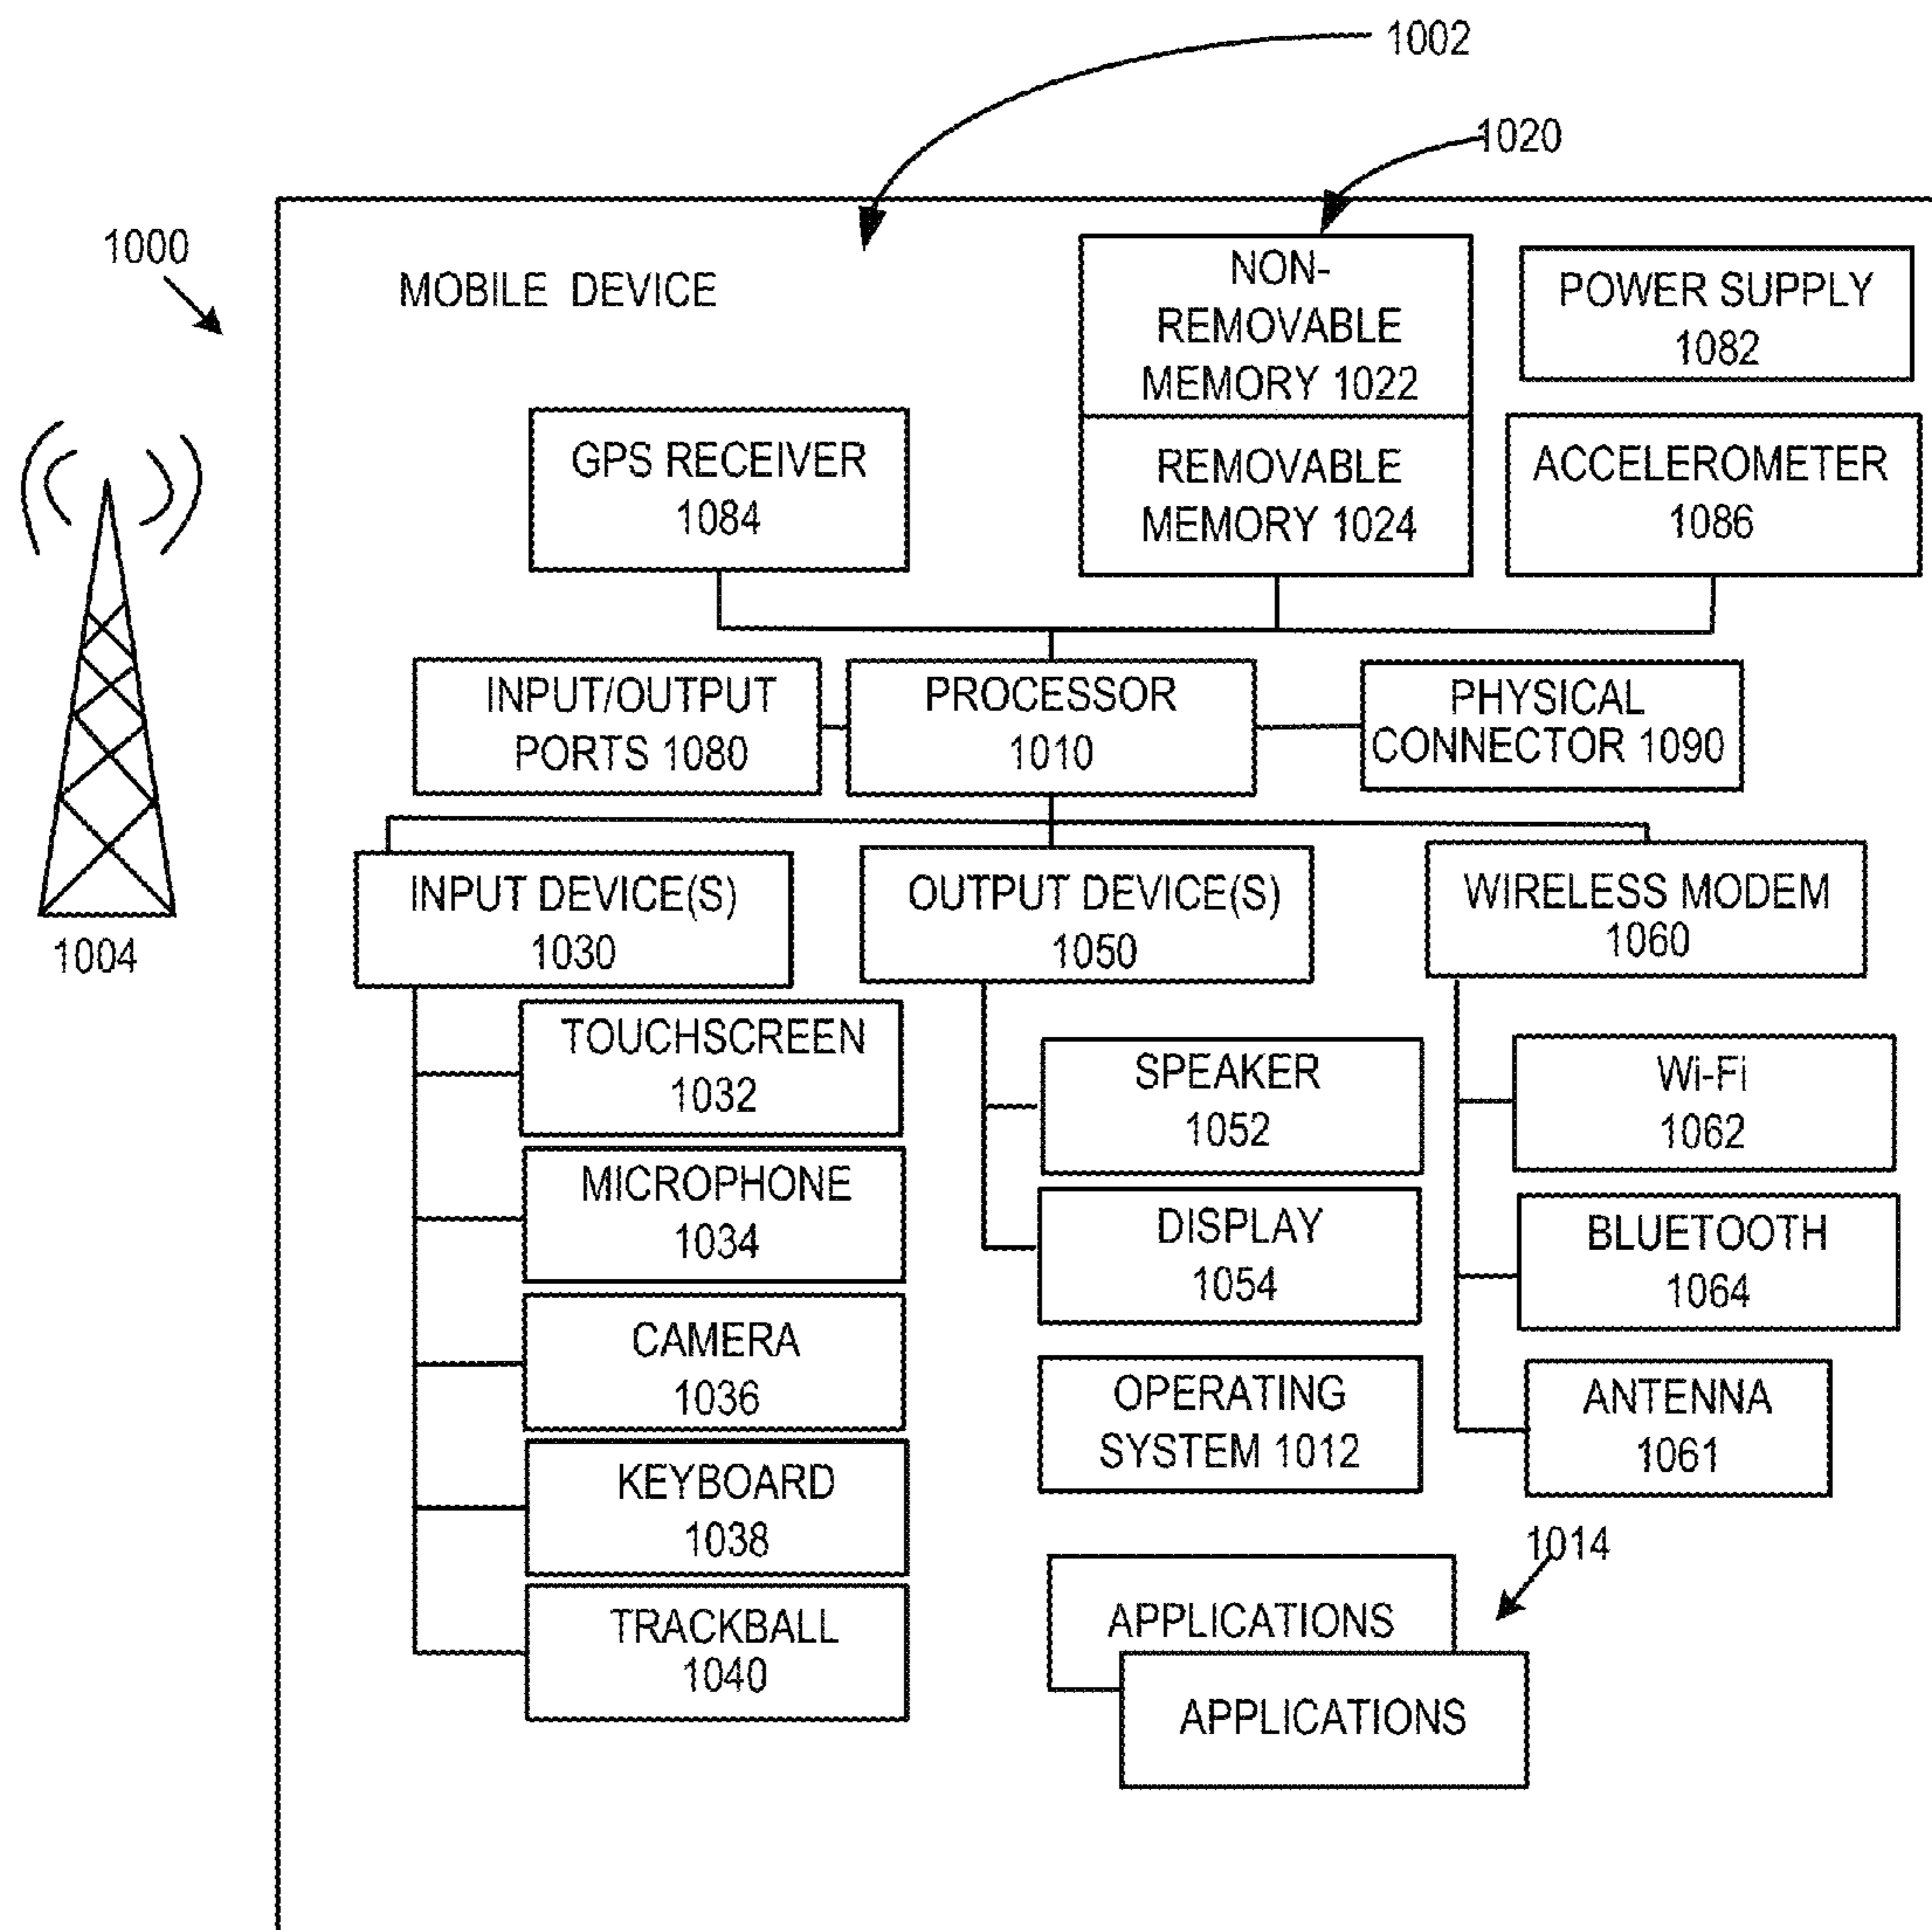 1002
1020
1000
MOBILE DEVICE
NON-
REMOVABLE
MEMORY 1022
POWER SUPPLY
1082
GPS RECEIVER
1084
REMOVABLE
MEMORY 1024
ACCELEROMETER
1086
INPUT/OUTPUT
PORTS 1080
PROCESSOR
1010
PHYSICAL
CONNECTOR 1090
1004
INPUT DEVICE(S)
1030
OUTPUT DEVICE(S)
1050
WIRELESS MODEM
1060
TOUCHSCREEN
1032
MICROPHONE
1034
CAMERA
1036
KEYBOARD
1038
TRACKBALL
1040
SPEAKER
1052
DISPLAY
1054
OPERATING
SYSTEM 1012
Wi-Fi
1062
BLUETOOTH
1064
ANTENNA
1061
1014
APPLICATIONS
APPLICATIONS